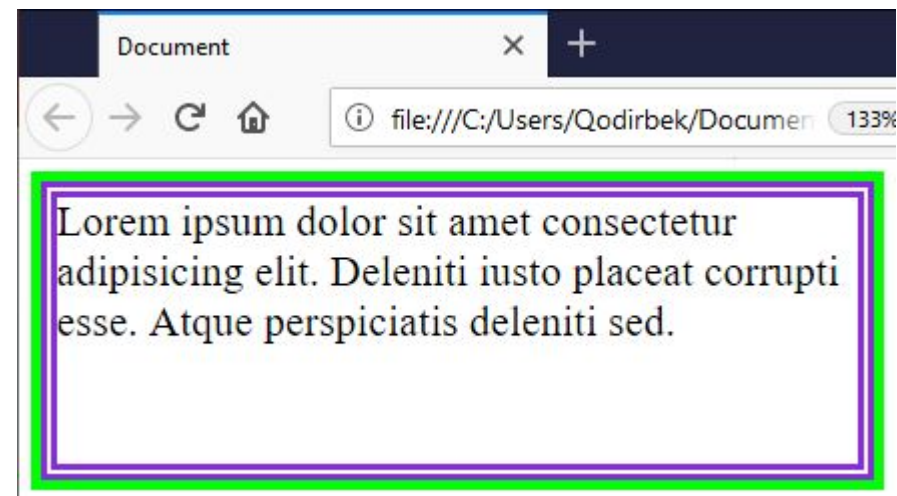 Document
file:///C:/Users/Qodirbek/Documen 133%
Lorem ipsum dolor sit amet consectetur
adipisicing elit. Deleniti iusto placeat corrupti
esse. Atque perspiciatis deleniti sed.